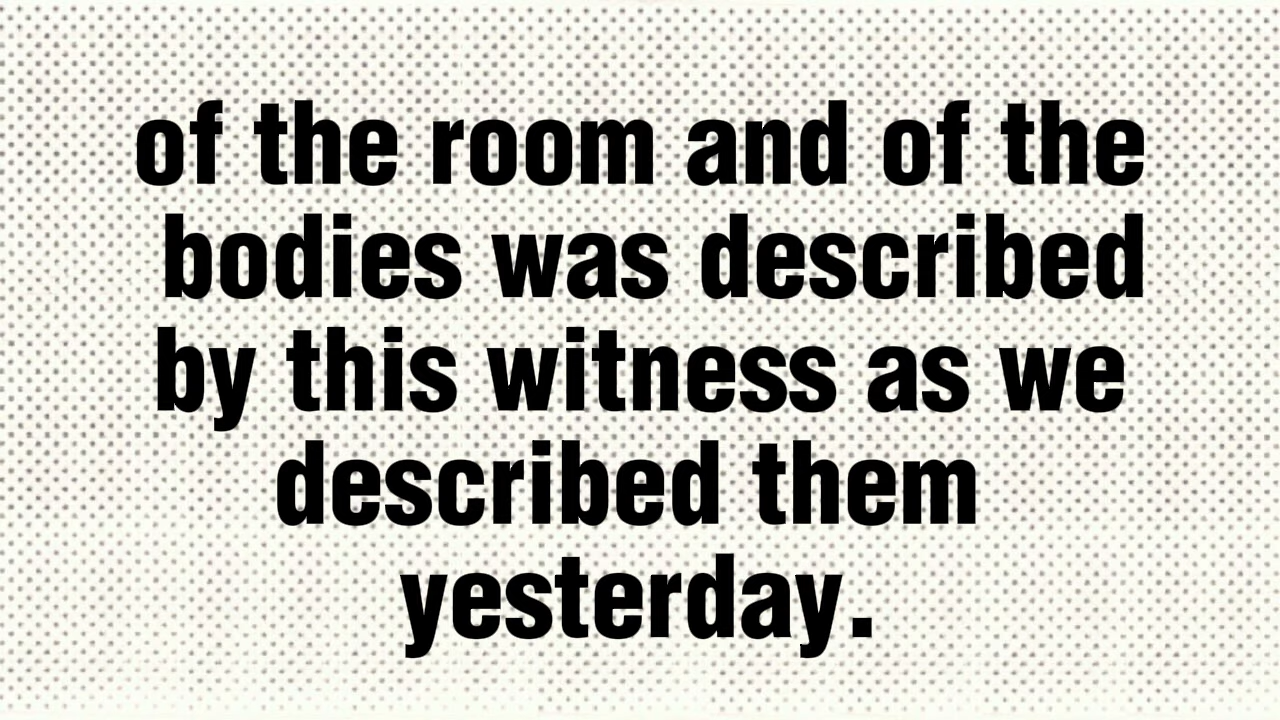 of the room and of the
bodies was described
by this witness as we
described them
yesterday.